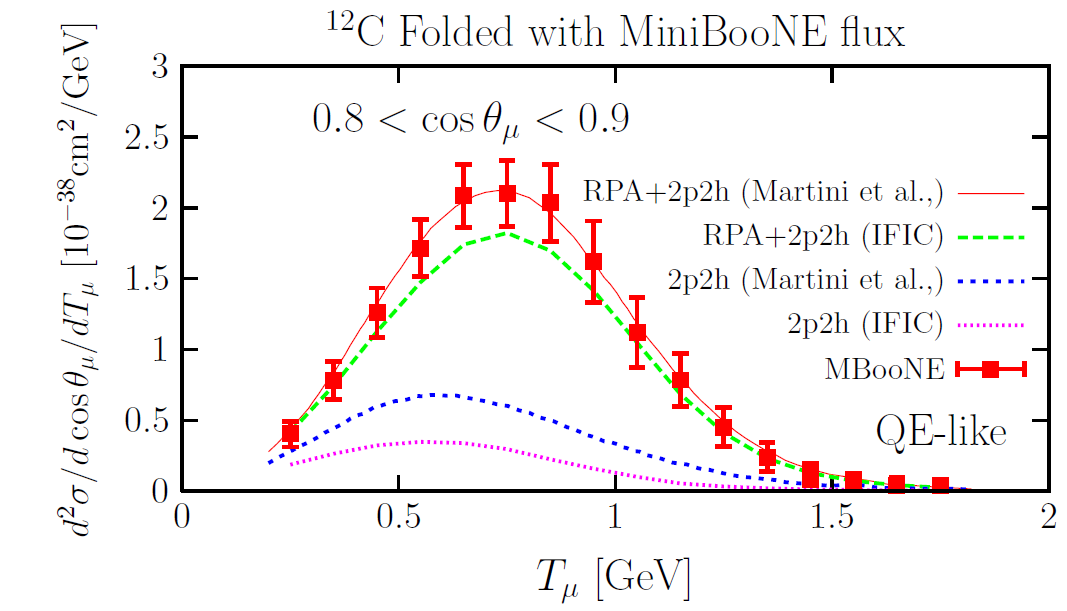 ¹²C Folded with MiniBooNE flux
d²σ/d cos θ_μ/dT_μ [10⁻³⁸cm²/GeV]
3
2.5
2
1.5
1
0.5
0
0.8 < cos θ_μ < 0.9
RPA+2p2h (Martini et al.,)
RPA+2p2h (IFIC)
2p2h (Martini et al.,)
2p2h (IFIC)
MBooNE
QE-like
0 0.5 1 1.5 2
T_μ [GeV]